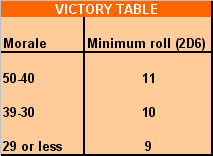 VICTORY TABLE
Morale Minimum roll (2D6)
50-40 11
39-30 10
29 or less 9